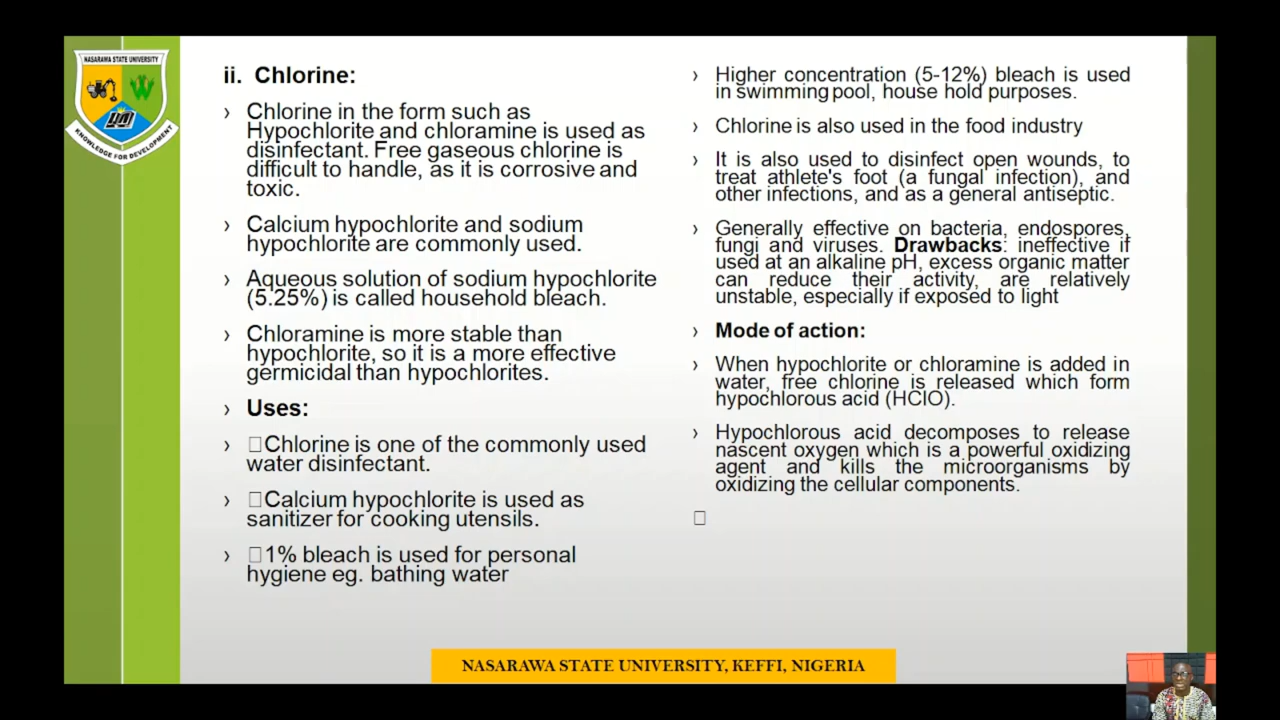 NASARAWA STATE UNIVERSITY
KNOWLEDGE FOR DEVELOPMENT
ii. Chlorine:
› Chlorine in the form such as
Hypochlorite and chloramine is used as
disinfectant. Free gaseous chlorine is
difficult to handle, as it is corrosive and
toxic.
› Calcium hypochlorite and sodium
hypochlorite are commonly used.
› Aqueous solution of sodium hypochlorite
(5.25%) is called household bleach.
› Chloramine is more stable than
hypochlorite, so it is a more effective
germicidal than hypochlorites.
› Uses:
› □Chlorine is one of the commonly used
water disinfectant.
› □Calcium hypochlorite is used as
sanitizer for cooking utensils.
› □1% bleach is used for personal
hygiene eg. bathing water
› Higher concentration (5-12%) bleach is used
in swimming pool, house hold purposes.
› Chlorine is also used in the food industry
› It is also used to disinfect open wounds, to
treat athlete's foot (a fungal infection), and
other infections, and as a general antiseptic.
› Generally effective on bacteria, endospores,
fungi and viruses. Drawbacks: ineffective if
used at an alkaline pH, excess organic matter
can reduce their activity, are relatively
unstable, especially if exposed to light
› Mode of action:
› When hypochlorite or chloramine is added in
water, free chlorine is released which form
hypochlorous acid (HClO).
› Hypochlorous acid decomposes to release
nascent oxygen which is a powerful oxidizing
agent and kills the microorganisms by
oxidizing the cellular components.
□
NASARAWA STATE UNIVERSITY, KEFFI, NIGERIA